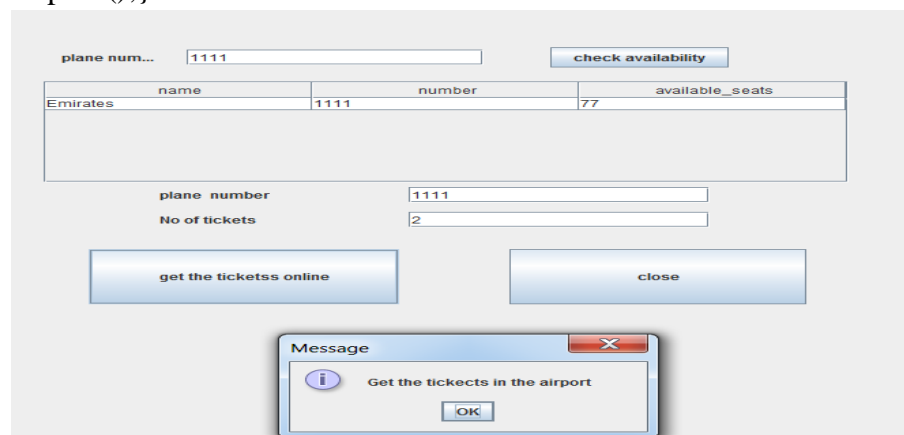 plane num... 1111 check availability
name number available_seats
Emirates 1111 77
plane number 1111
No of tickets 2
get the ticketss online close
Message
Get the tickects in the airport
OK